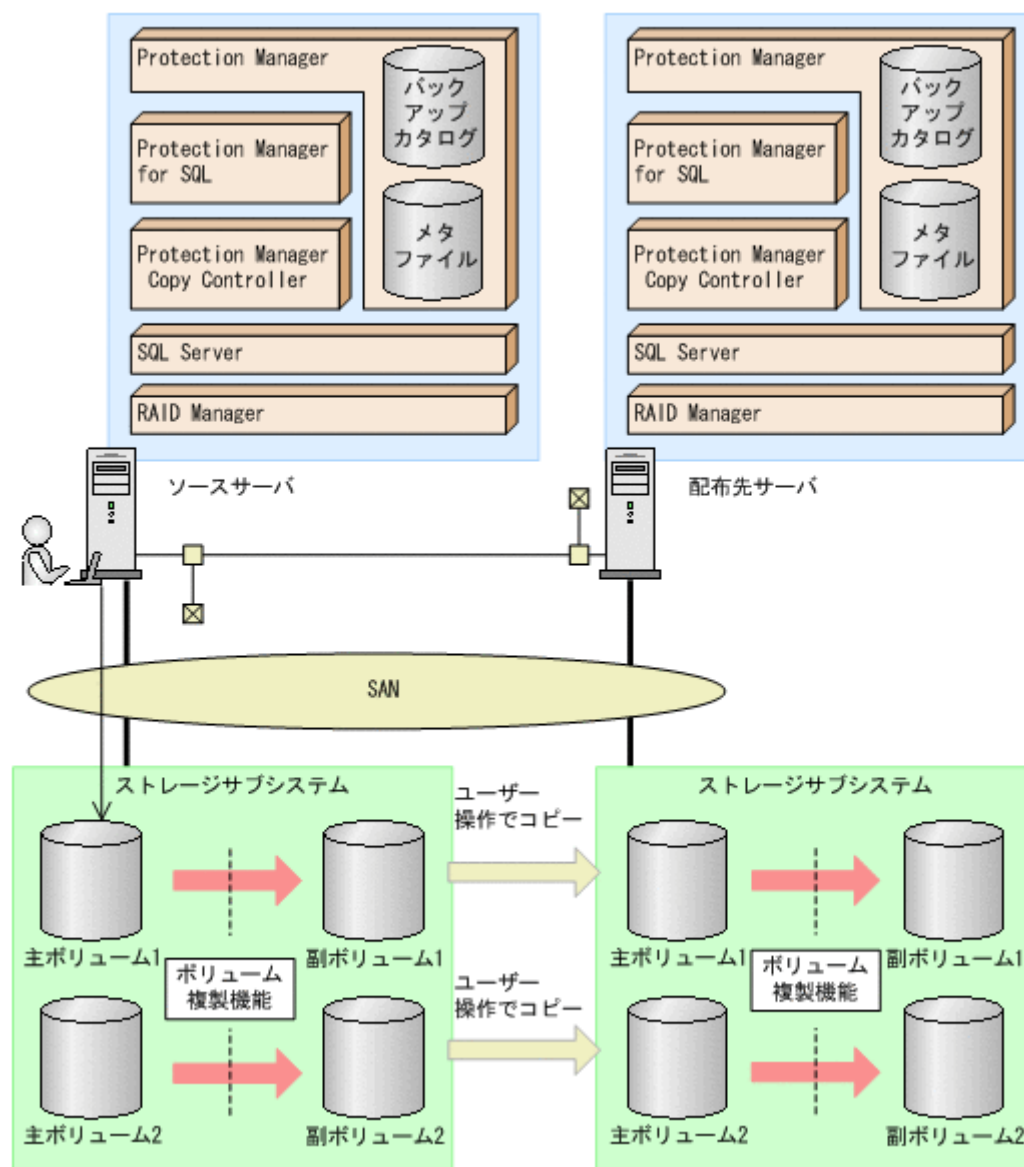 Protection Manager
バック
アップ
カタログ
Protection Manager
for SQL
メタ
ファイル
Protection Manager
Copy Controller
SQL Server
RAID Manager
Protection Manager
バック
アップ
カタログ
Protection Manager
for SQL
メタ
ファイル
Protection Manager
Copy Controller
SQL Server
RAID Manager
ソースサーバ
配布先サーバ
SAN
ストレージサブシステム
ユーザー
操作でコピー
ストレージサブシステム
主ボリューム1
副ボリューム1
主ボリューム1
副ボリューム1
ボリューム
複製機能
ユーザー
操作でコピー
ボリューム
複製機能
主ボリューム2
副ボリューム2
主ボリューム2
副ボリューム2